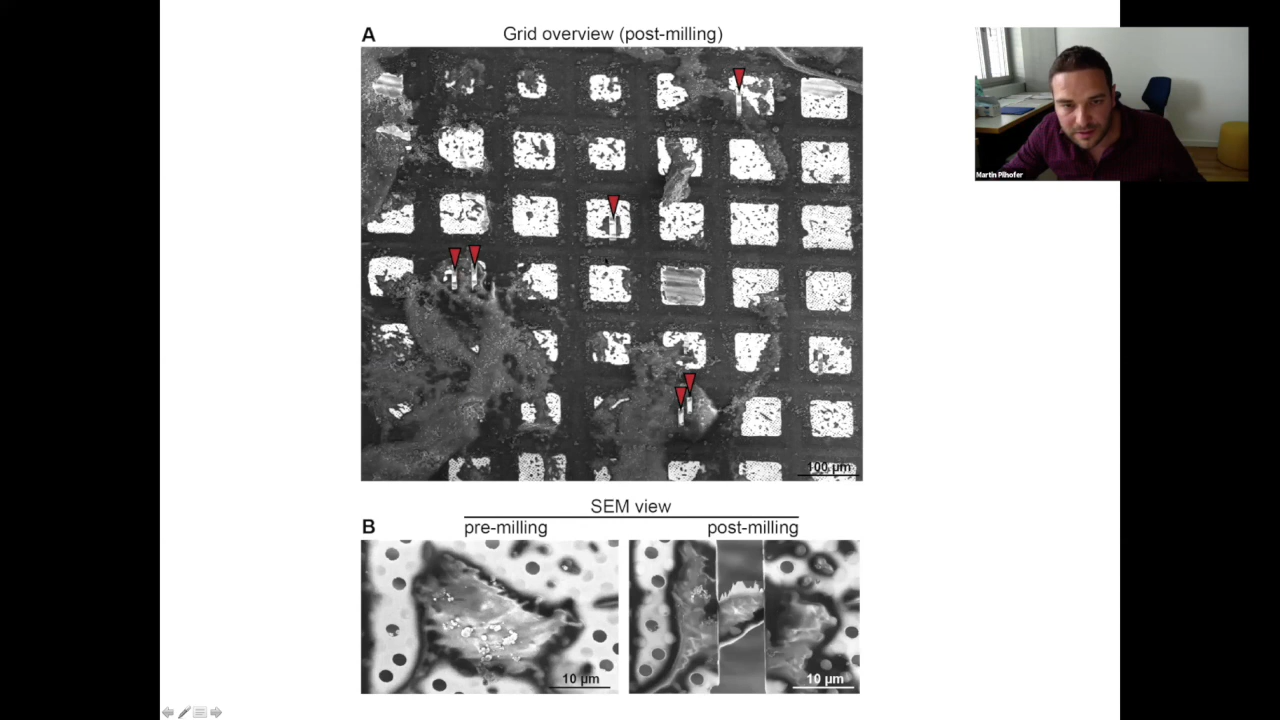 A
Grid overview (post-milling)
Martin Pilhofer
100 µm
SEM view
B
pre-milling
post-milling
10 µm
10 µm